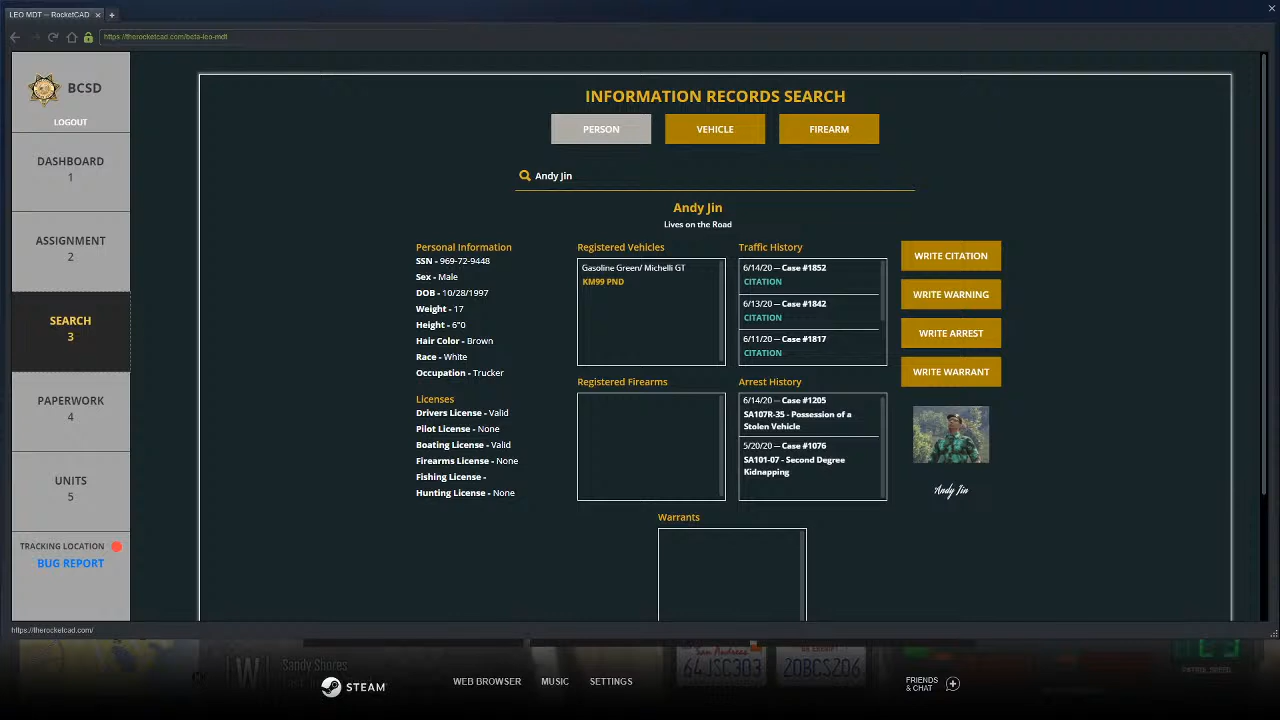 LEO MDT — RocketCAD
https://therocketcad.com/beta-leo-mdt
BCSD
LOGOUT
DASHBOARD
1
ASSIGNMENT
2
SEARCH
3
PAPERWORK
4
UNITS
5
TRACKING LOCATION
BUG REPORT
INFORMATION RECORDS SEARCH
PERSON
VEHICLE
FIREARM
Andy Jin
Andy Jin
Lives on the Road
Personal Information
SSN - 969-72-9448
Sex - Male
DOB - 10/28/1997
Weight - 17
Height - 6"0
Hair Color - Brown
Race - White
Occupation - Trucker
Licenses
Drivers License - Valid
Pilot License - None
Boating License - Valid
Firearms License - None
Fishing License -
Hunting License - None
Registered Vehicles
Gasoline Green/ Michelli GT
KM99 PND
Registered Firearms
Traffic History
6/14/20 — Case #1852
CITATION
6/13/20 — Case #1842
CITATION
6/11/20 — Case #1817
CITATION
Arrest History
6/14/20 — Case #1205
SA107R-35 - Possession of a
Stolen Vehicle
5/20/20 — Case #1076
SA101-07 - Second Degree
Kidnapping
Warrants
WRITE CITATION
WRITE WARNING
WRITE ARREST
WRITE WARRANT
Andy Jin
https://therocketcad.com/
W
Sandy Shores
San Andreas
64JSC303
20BCS206
PATROL SPEED
STEAM
WEB BROWSER
MUSIC
SETTINGS
FRIENDS
& CHAT